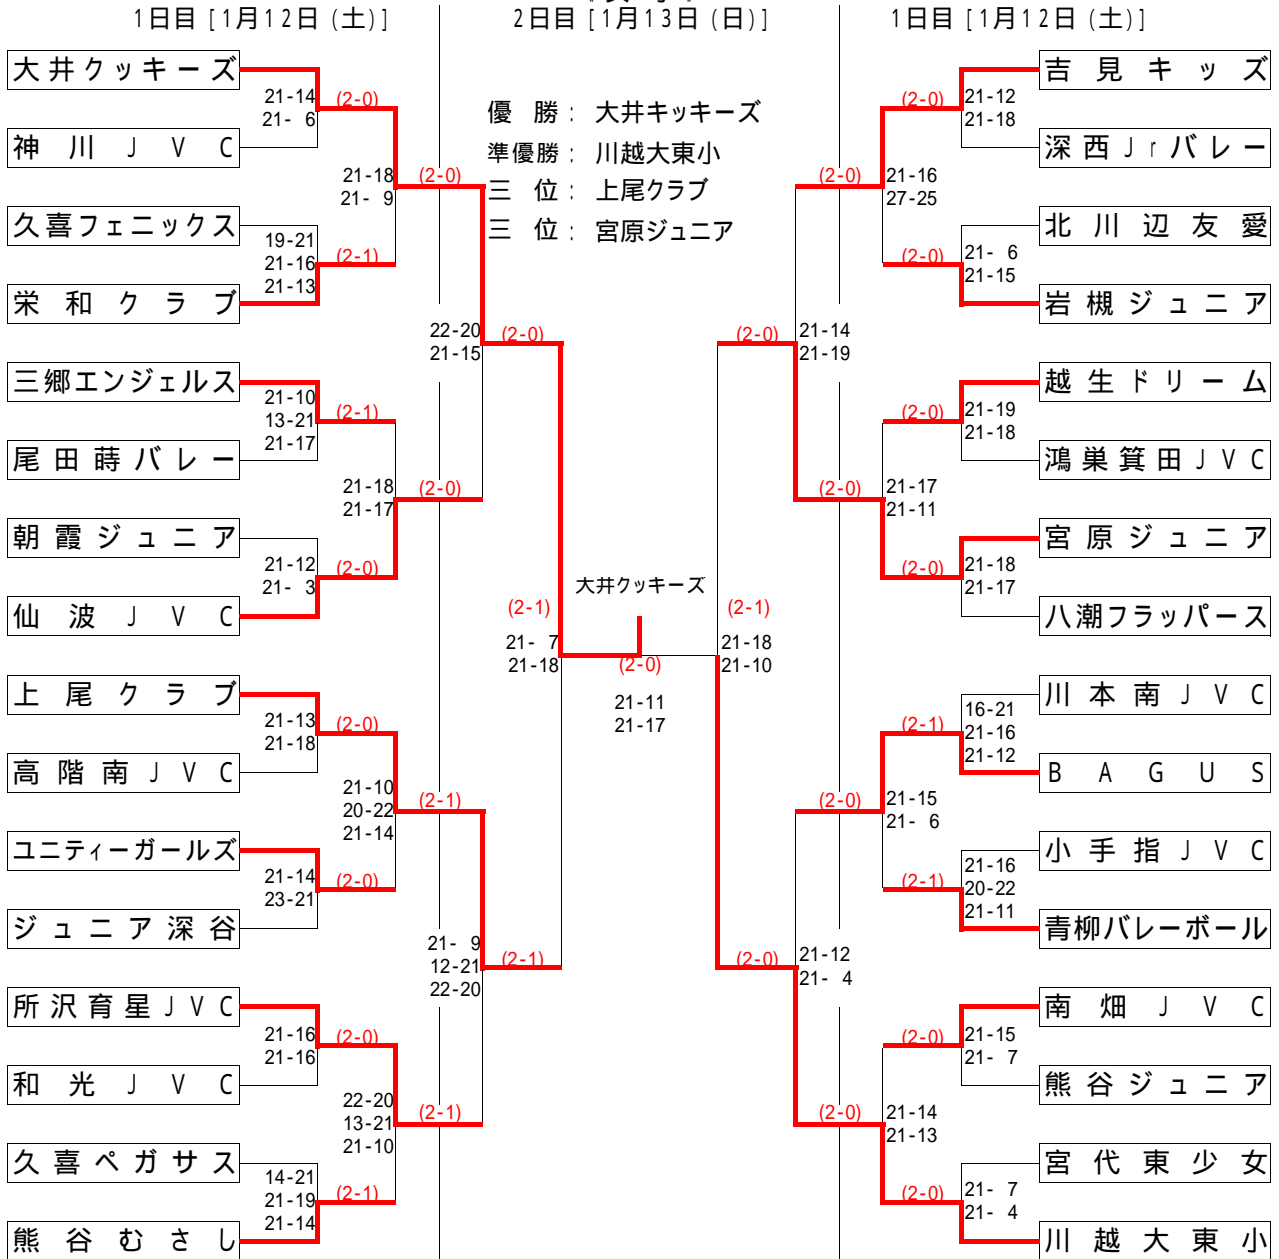 1日目 [1月12日 (土)]
2日目 [1月13日 (日)]
1日目 [1月12日 (土)]
優 勝： 大井キッキーズ
準優勝： 川越大東小
三 位： 上尾クラブ
三 位： 宮原ジュニア
大井クッキーズ
21-14
21- 6
(2-0)
神川JVC
21-18
21- 9
(2-0)
久喜フェニックス
19-21
21-16
21-13
(2-1)
栄和クラブ
22-20
21-15
(2-0)
三郷エンジェルス
21-10
13-21
21-17
(2-1)
尾田蒔バレー
21-18
21-17
(2-0)
朝霞ジュニア
21-12
21- 3
(2-0)
仙波JVC
(2-1)
21- 7
21-18
上尾クラブ
21-13
21-18
(2-0)
高階南JVC
21-10
20-22
21-14
(2-1)
ユニティーガールズ
21-14
23-21
(2-0)
ジュニア深谷
21- 9
12-21
22-20
(2-1)
所沢育星JVC
21-16
21-16
(2-0)
和光JVC
22-20
13-21
21-10
(2-1)
久喜ペガサス
14-21
21-19
21-14
(2-1)
熊谷むさし
大井クッキーズ
(2-0)
21-11
21-17
吉見キッズ
(2-0)
21-12
21-18
深西Jrバレー
(2-0)
21-16
27-25
北川辺友愛
(2-0)
21- 6
21-15
岩槻ジュニア
(2-0)
21-14
21-19
越生ドリーム
(2-0)
21-19
21-18
鴻巣箕田JVC
(2-0)
21-17
21-11
宮原ジュニア
(2-0)
21-18
21-17
八潮フラッパース
(2-1)
21-18
21-10
川本南JVC
(2-1)
16-21
21-16
21-12
BAGUS
(2-0)
21-15
21- 6
小手指JVC
(2-1)
21-16
20-22
21-11
青柳バレーボール
(2-0)
21-12
21- 4
南畑JVC
(2-0)
21-15
21- 7
熊谷ジュニア
(2-0)
21-14
21-13
宮代東少女
(2-0)
21- 7
21- 4
川越大東小